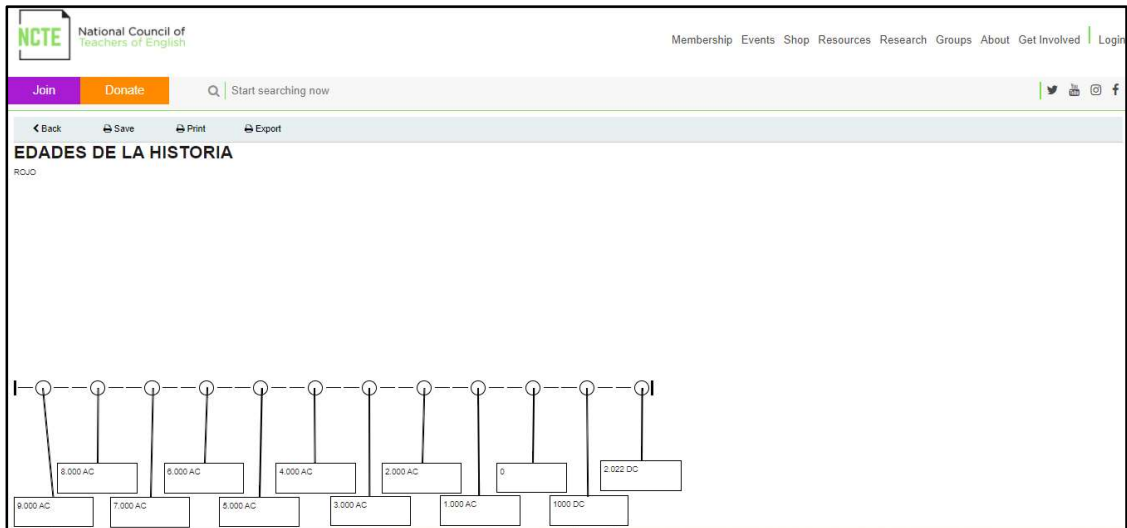 NCTE
National Council of
Teachers of English
Membership Events Shop Resources Research Groups About Get Involved Login
Join Donate Start searching now
Back Save Print Export
EDADES DE LA HISTORIA
ROJO
8.000 AC 6.000 AC 4.000 AC 2.000 AC 0 2.022 DC
9.000 AC 7.000 AC 5.000 AC 3.000 AC 1.000 AC 1000 DC